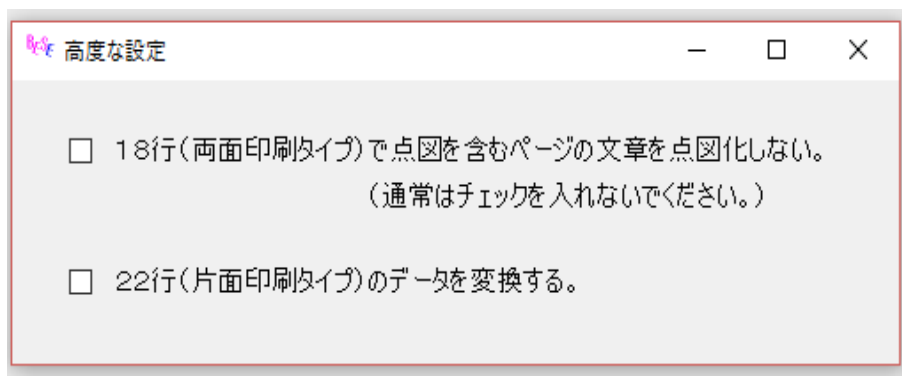 高度な設定
18行(両面印刷タイプ)で点図を含むページの文章を点図化しない。
(通常はチェックを入れないでください。)
22行(片面印刷タイプ)のデータを変換する。